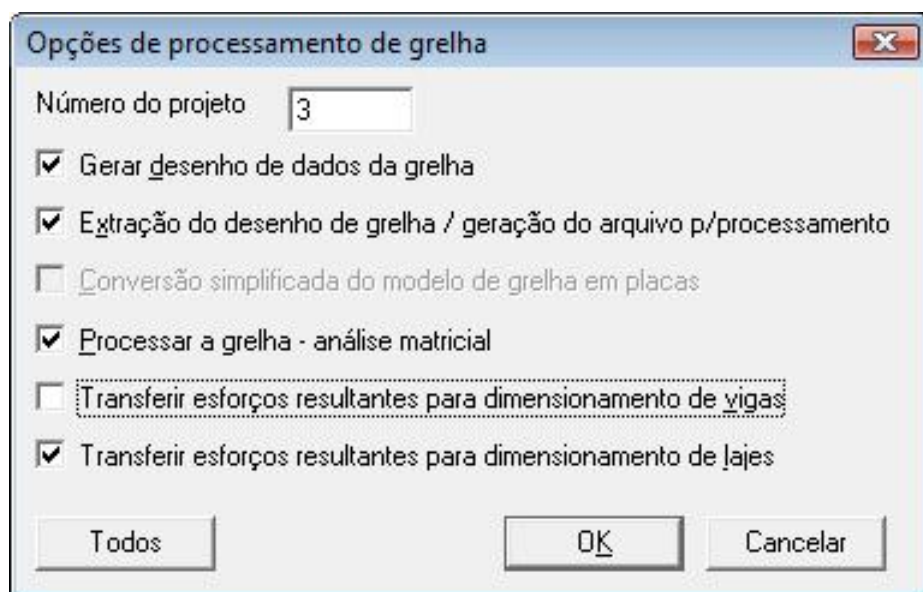 Opções de processamento de grelha
Número do projeto 3
Gerar desenho de dados da grelha
Extração do desenho de grelha / geração do arquivo p/processamento
Conversão simplificada do modelo de grelha em placas
Processar a grelha - análise matricial
Transferir esforços resultantes para dimensionamento de vigas
Transferir esforços resultantes para dimensionamento de lajes
Todos OK Cancelar